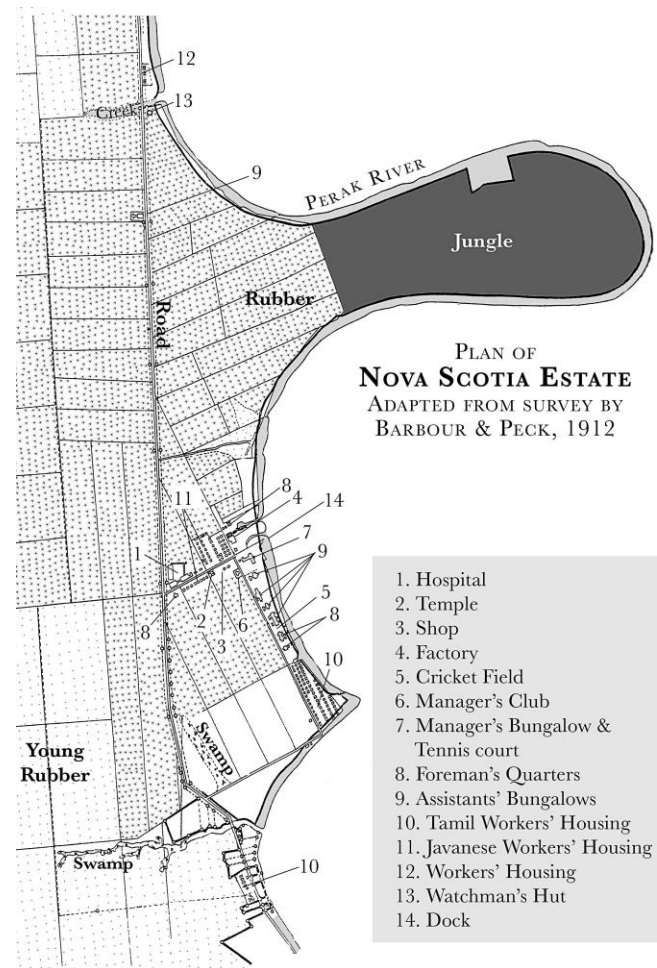 12
Creek
13
9
PERAK RIVER
Jungle
Road
Rubber
PLAN OF
NOVA SCOTIA ESTATE
ADAPTED FROM SURVEY BY
BARBOUR & PECK, 1912
8
4
11
14
7
1
9
5
8
8
2
3
6
10
Swamp
Young
Rubber
Swamp
10
1. Hospital
2. Temple
3. Shop
4. Factory
5. Cricket Field
6. Manager's Club
7. Manager's Bungalow &
Tennis court
8. Foreman's Quarters
9. Assistants' Bungalows
10. Tamil Workers' Housing
11. Javanese Workers' Housing
12. Workers' Housing
13. Watchman's Hut
14. Dock